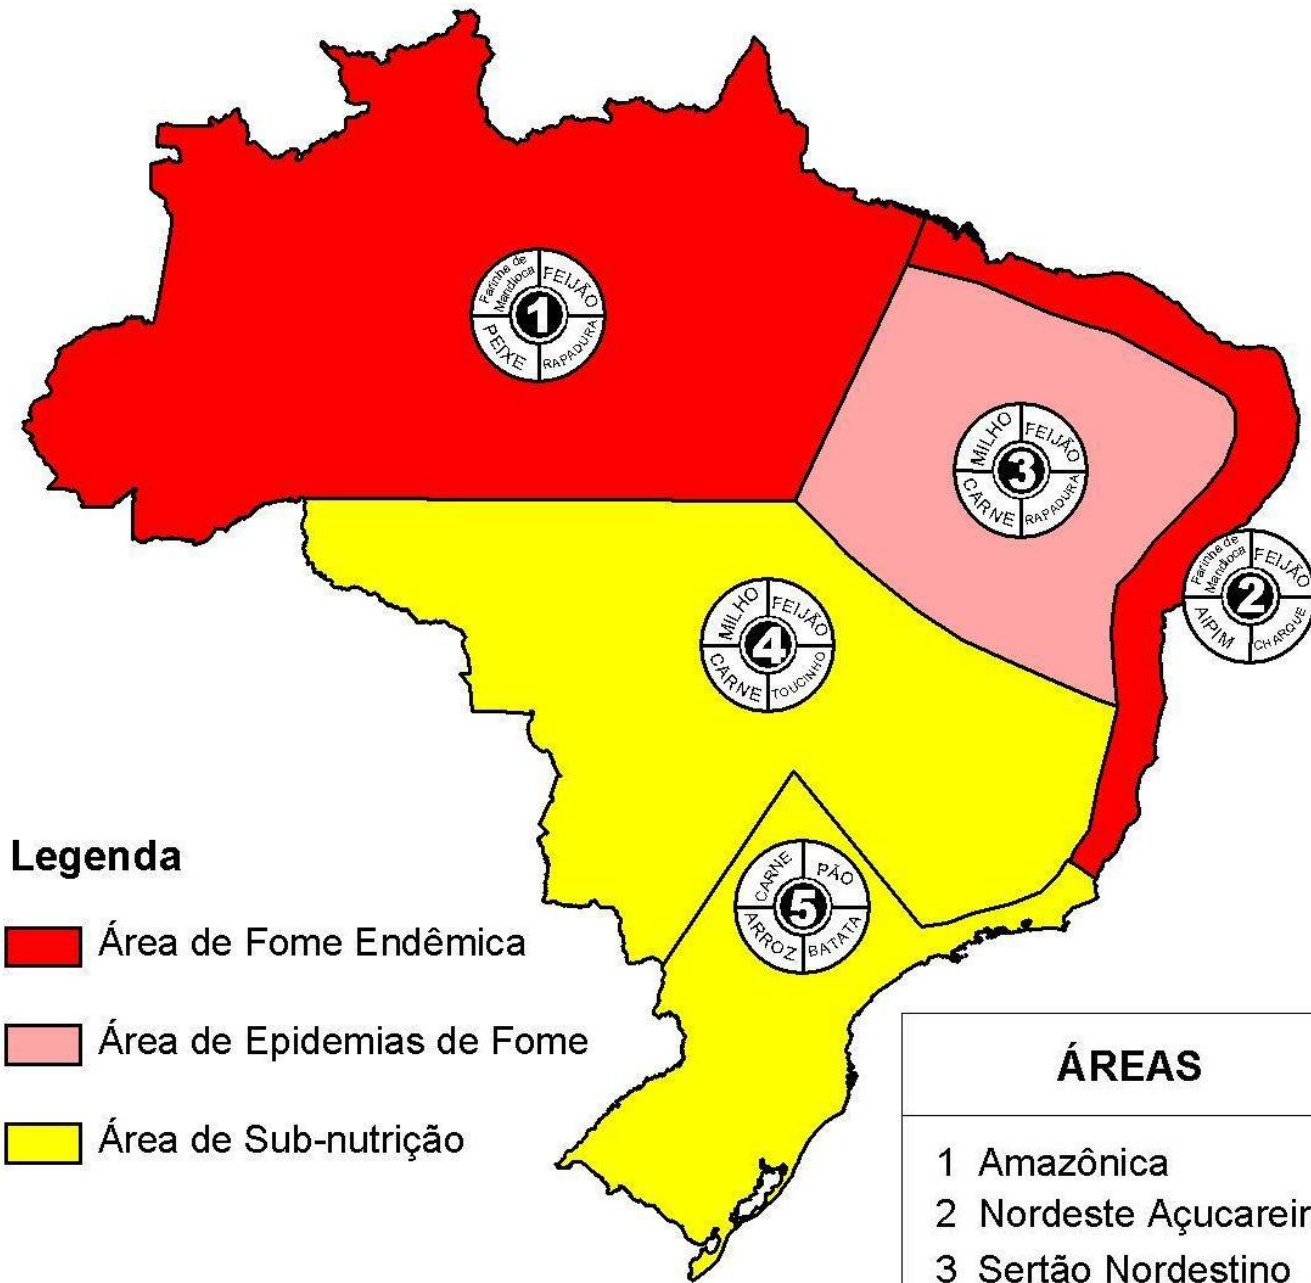 Farinha de
Mandioca
FEIJÃO
PEIXE
RAPADURA
1
MILHO
FEIJÃO
CARNE
RAPADURA
3
Farinha de
Mandioca
FEIJÃO
AIPIM
CHARQUE
2
MILHO
FEIJÃO
CARNE
TOUCINHO
4
CARNE
PÃO
ARROZ
BATATA
5
Legenda
Área de Fome Endêmica
Área de Epidemias de Fome
Área de Sub-nutrição
ÁREAS
1 Amazônica
2 Nordeste Açucareir
3 Sertão Nordestino